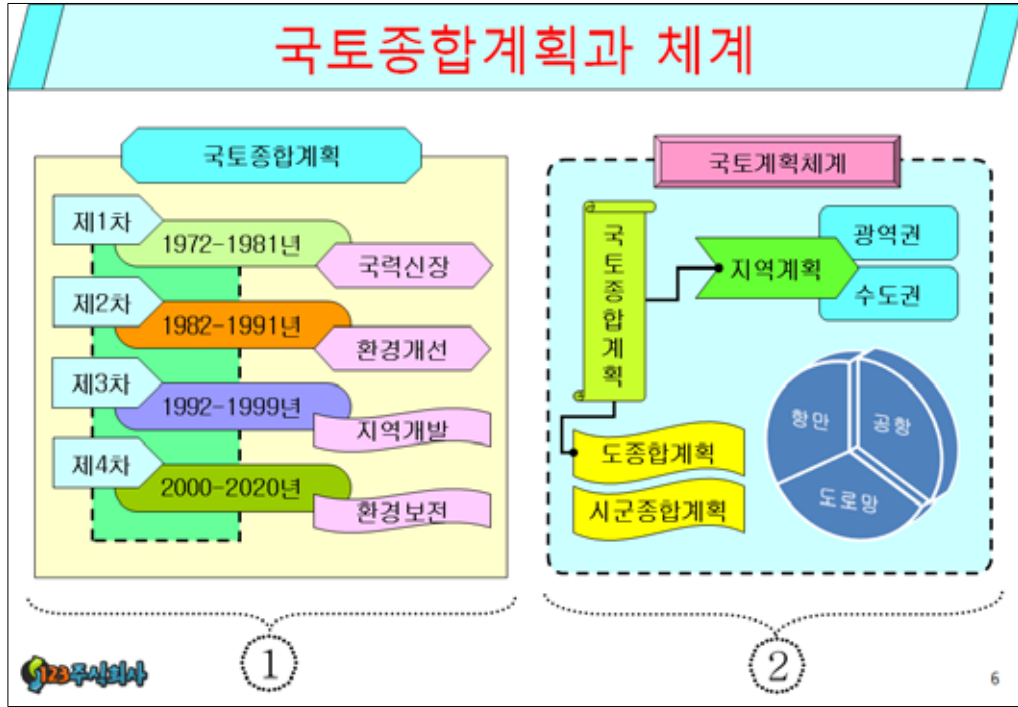 국토종합계획과 체계
국토종합계획
제1차
1972-1981년
국력신장
제2차
1982-1991년
환경개선
제3차
1992-1999년
지역개발
제4차
2000-2020년
환경보전
1
국토계획체계
국토종합계획
지역계획
광역권
수도권
도종합계획
시군종합계획
항만
공항
도로망
2
123주식회사
6